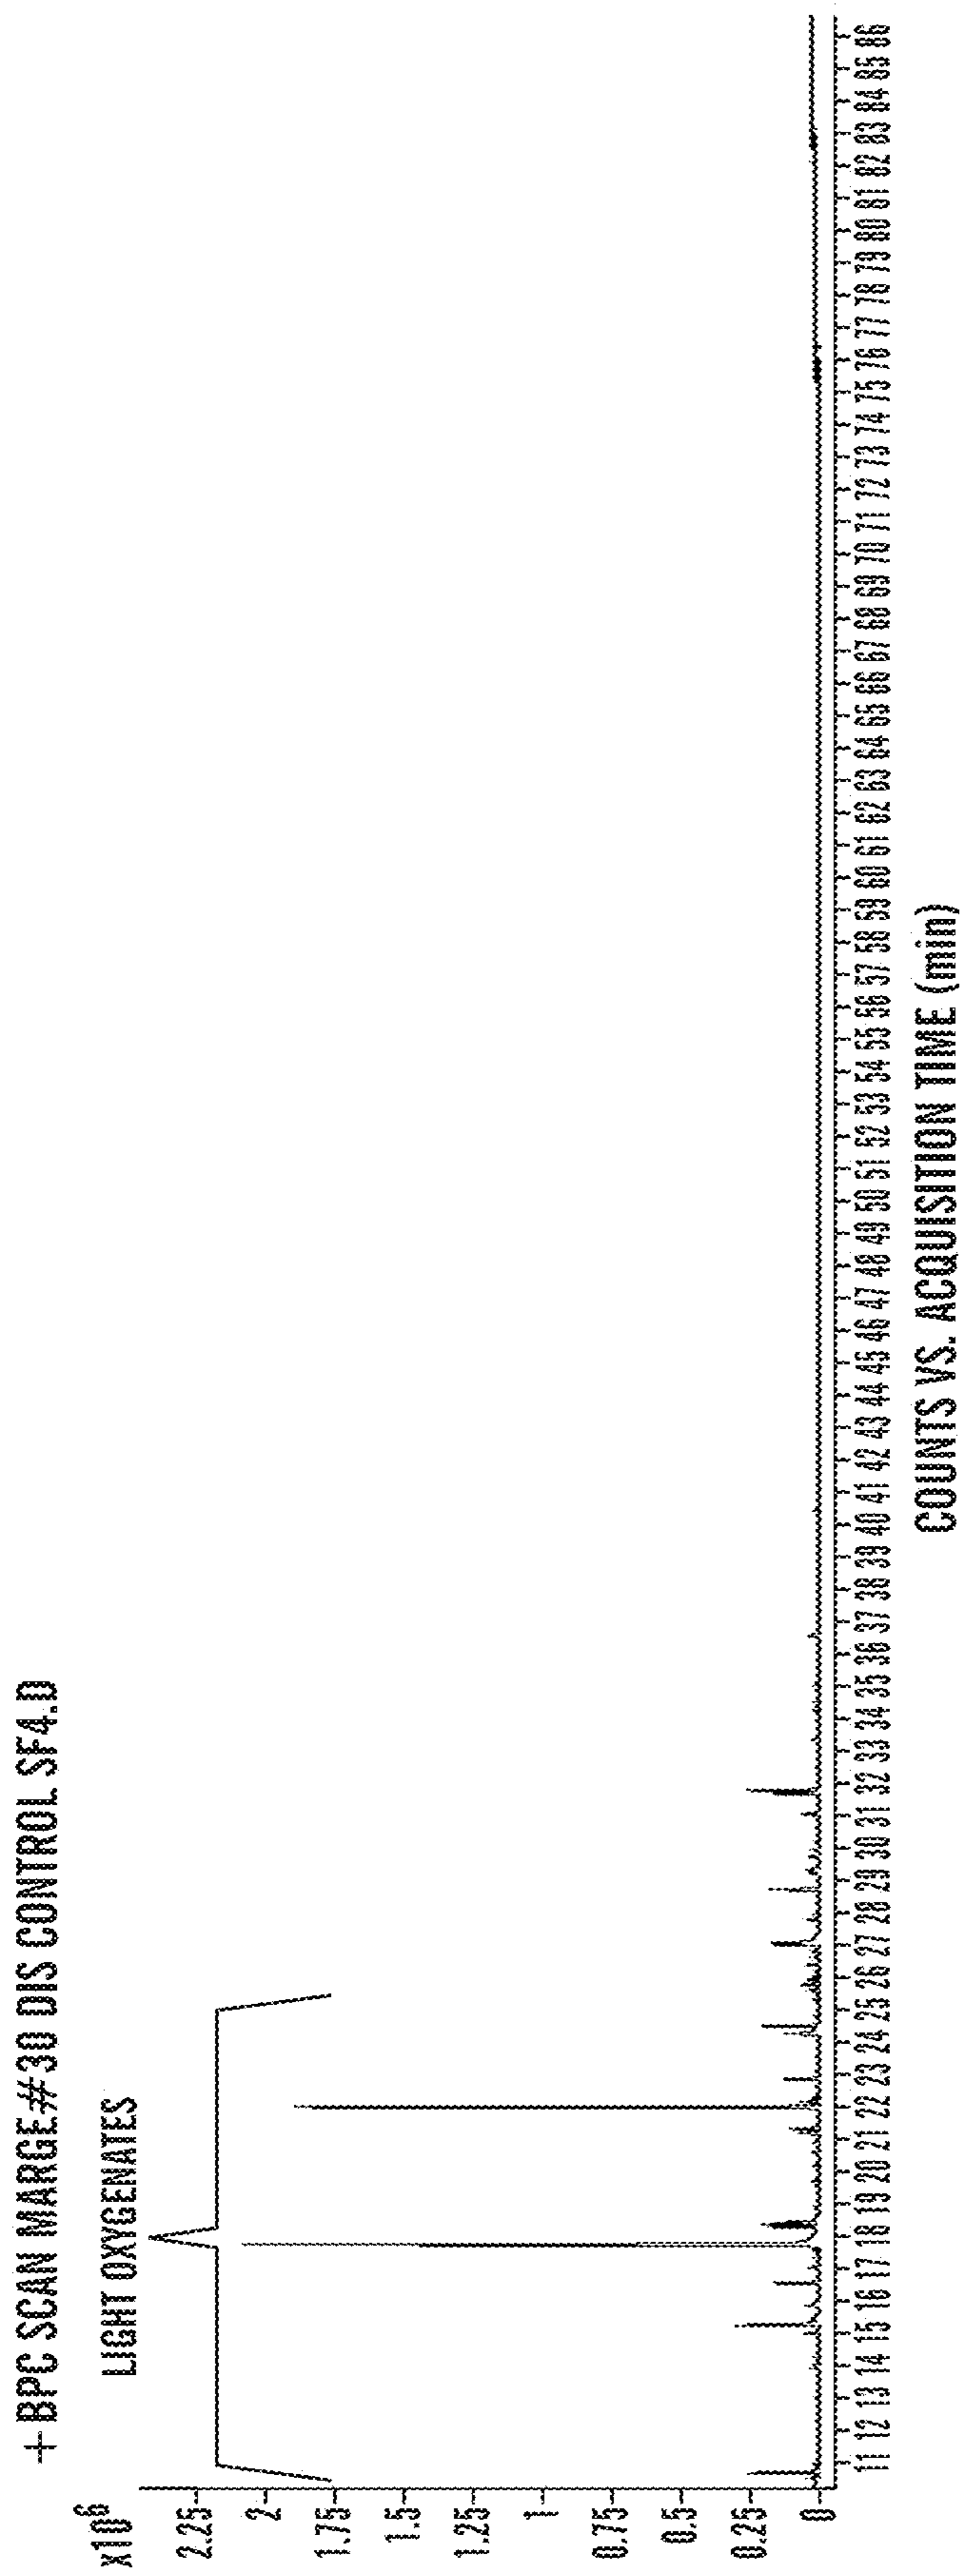 + BPC SCAN MARGE#30 DIS CONTROL SF4.D
x10⁶
LIGHT OXYGENATES
2.25
2
1.75
1.5
1.25
1
0.75
0.5
0.25
0
11 12 13 14 15 16 17 18 19 20 21 22 23 24 25 26 27 28 29 30 31 32 33 34 35 36 37 38 39 40 41 42 43 44 45 46 47 48 49 50 51 52 53 54 55 56 57 58 59 60 61 62 63 64 65 66 67 68 69 70 71 72 73 74 75 76 77 78 79 80 81 82 83 84 85 86
COUNTS VS. ACQUISITION TIME (min)